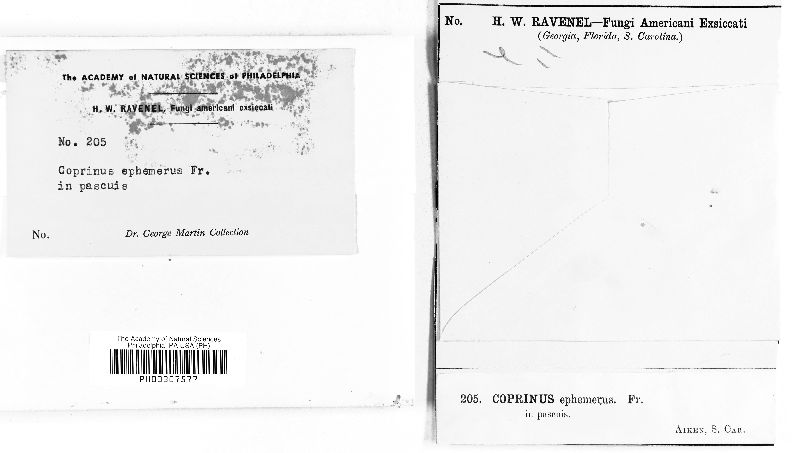 The ACADEMY of NATURAL SCIENCES of PHILADELPHIA
H. W. RAVENEL, Fungi americani exsiccati
No. 205
Coprinus ephemerus Fr.
in pascuis
No.
Dr. George Martin Collection
The Academy of Natural Sciences
Philadelphia, PA USA (PH)
PH00307577
No. H. W. RAVENEL—Fungi Americani Exsiccati
(Georgia, Florida, S. Carolina.)
205. COPRINUS ephemerus. Fr.
in pascuis.
AIKEN, S. CAR.